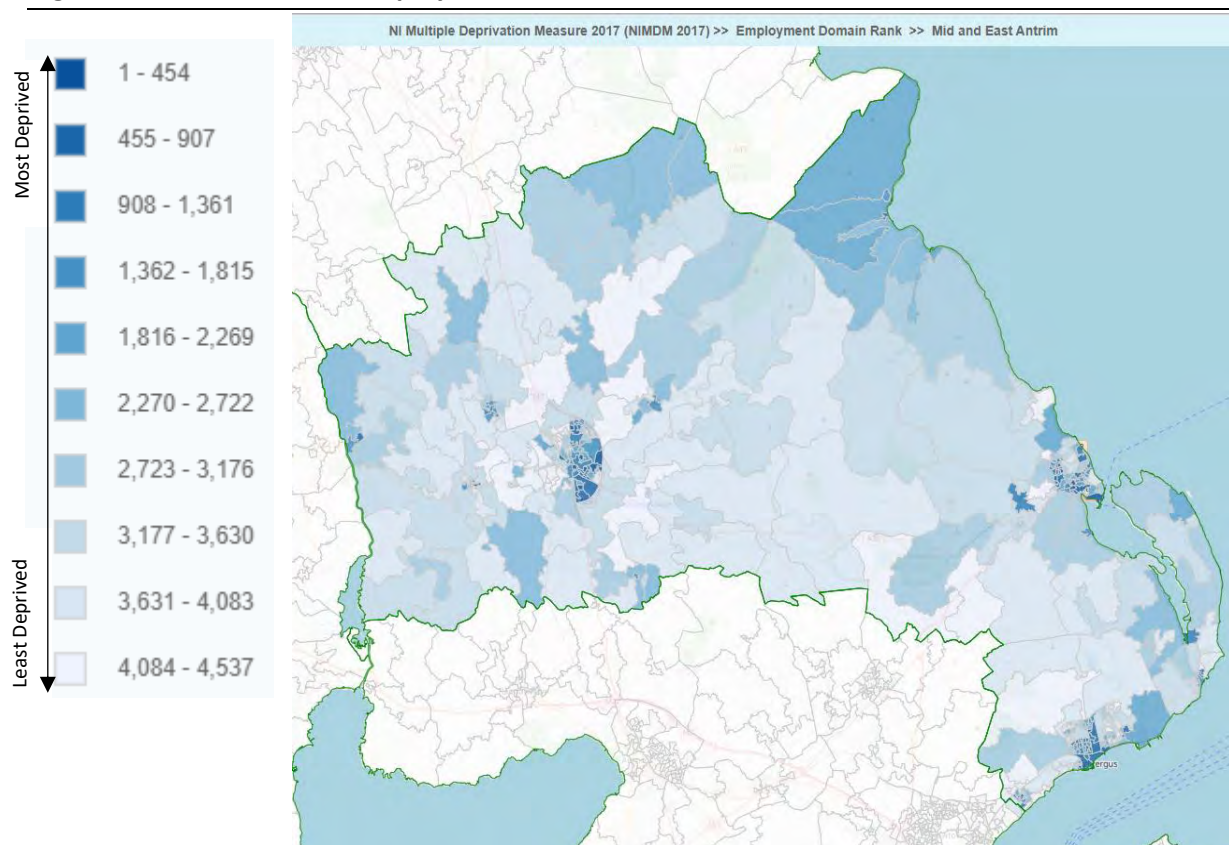 NI Multiple Deprivation Measure 2017 (NIMDM 2017) >> Employment Domain Rank >> Mid and East Antrim
Most Deprived
1 - 454
455 - 907
908 - 1,361
1,362 - 1,815
1,816 - 2,269
2,270 - 2,722
2,723 - 3,176
3,177 - 3,630
3,631 - 4,083
4,084 - 4,537
Least Deprived
ergus